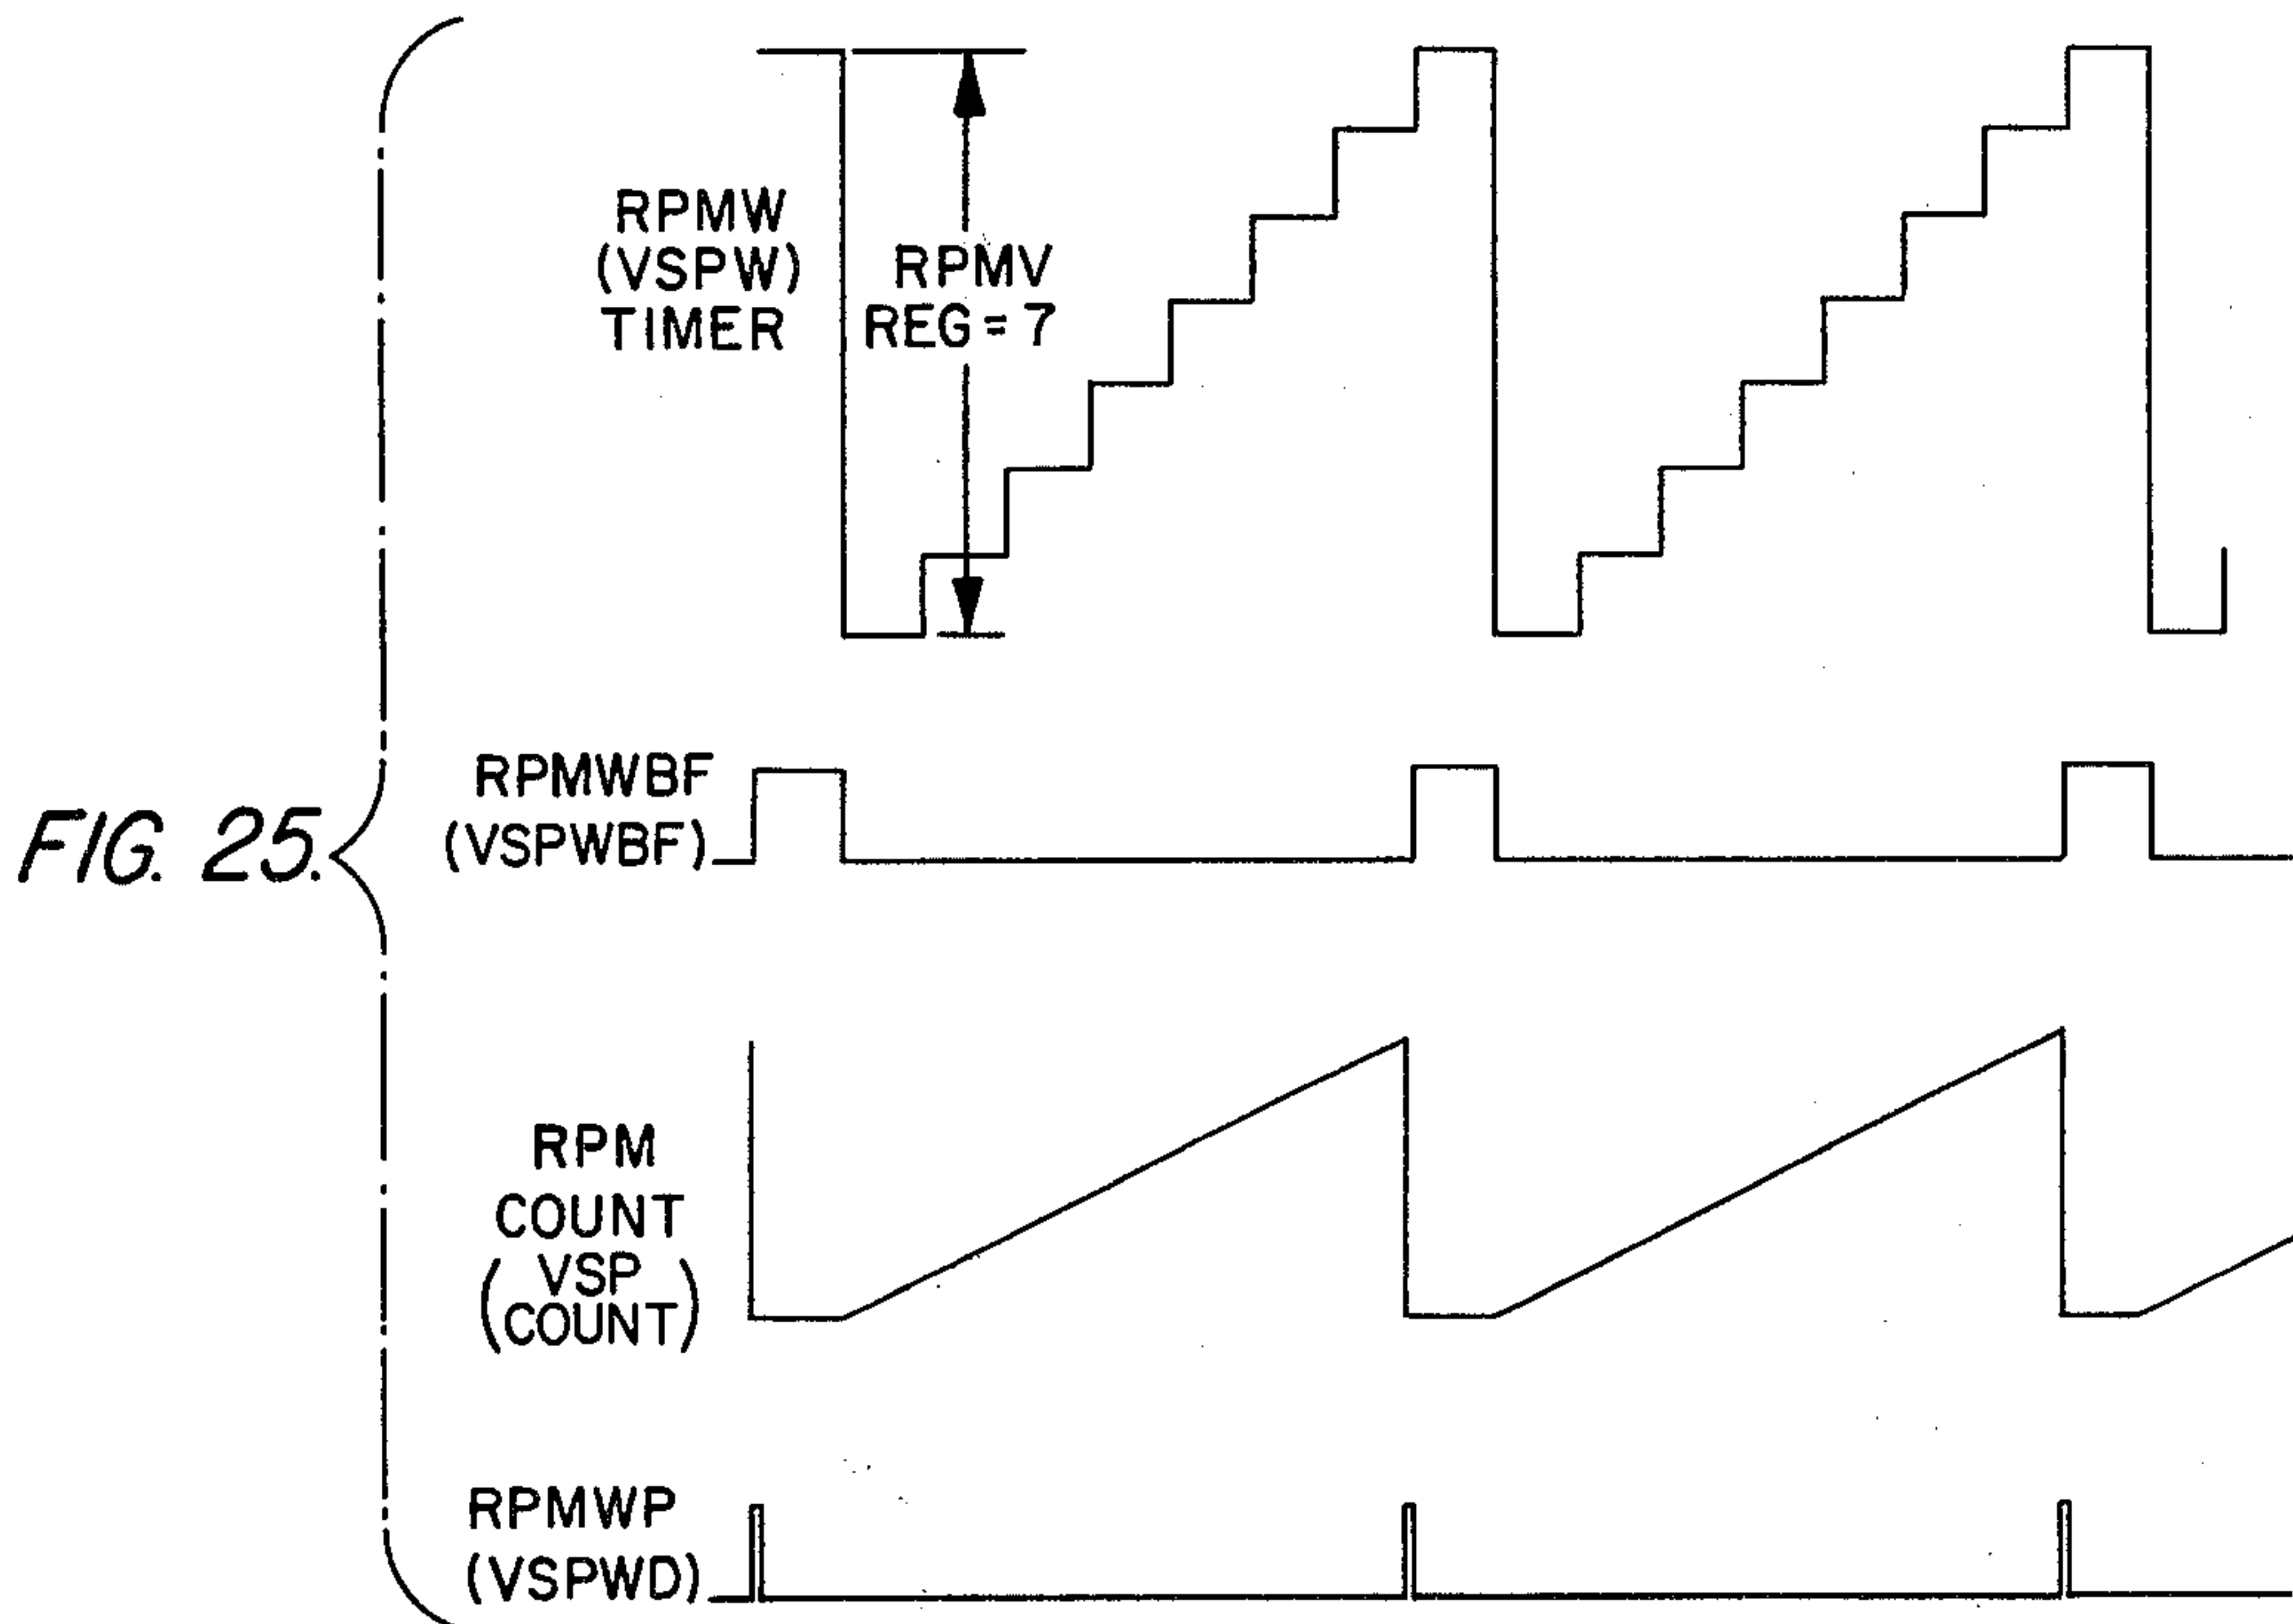 RPMW
(VSPW)
TIMER
RPMV
REG = 7
RPMWBF
(VSPWBF)
FIG. 25.
RPM
COUNT
(VSP
COUNT)
RPMWP
(VSPWD)